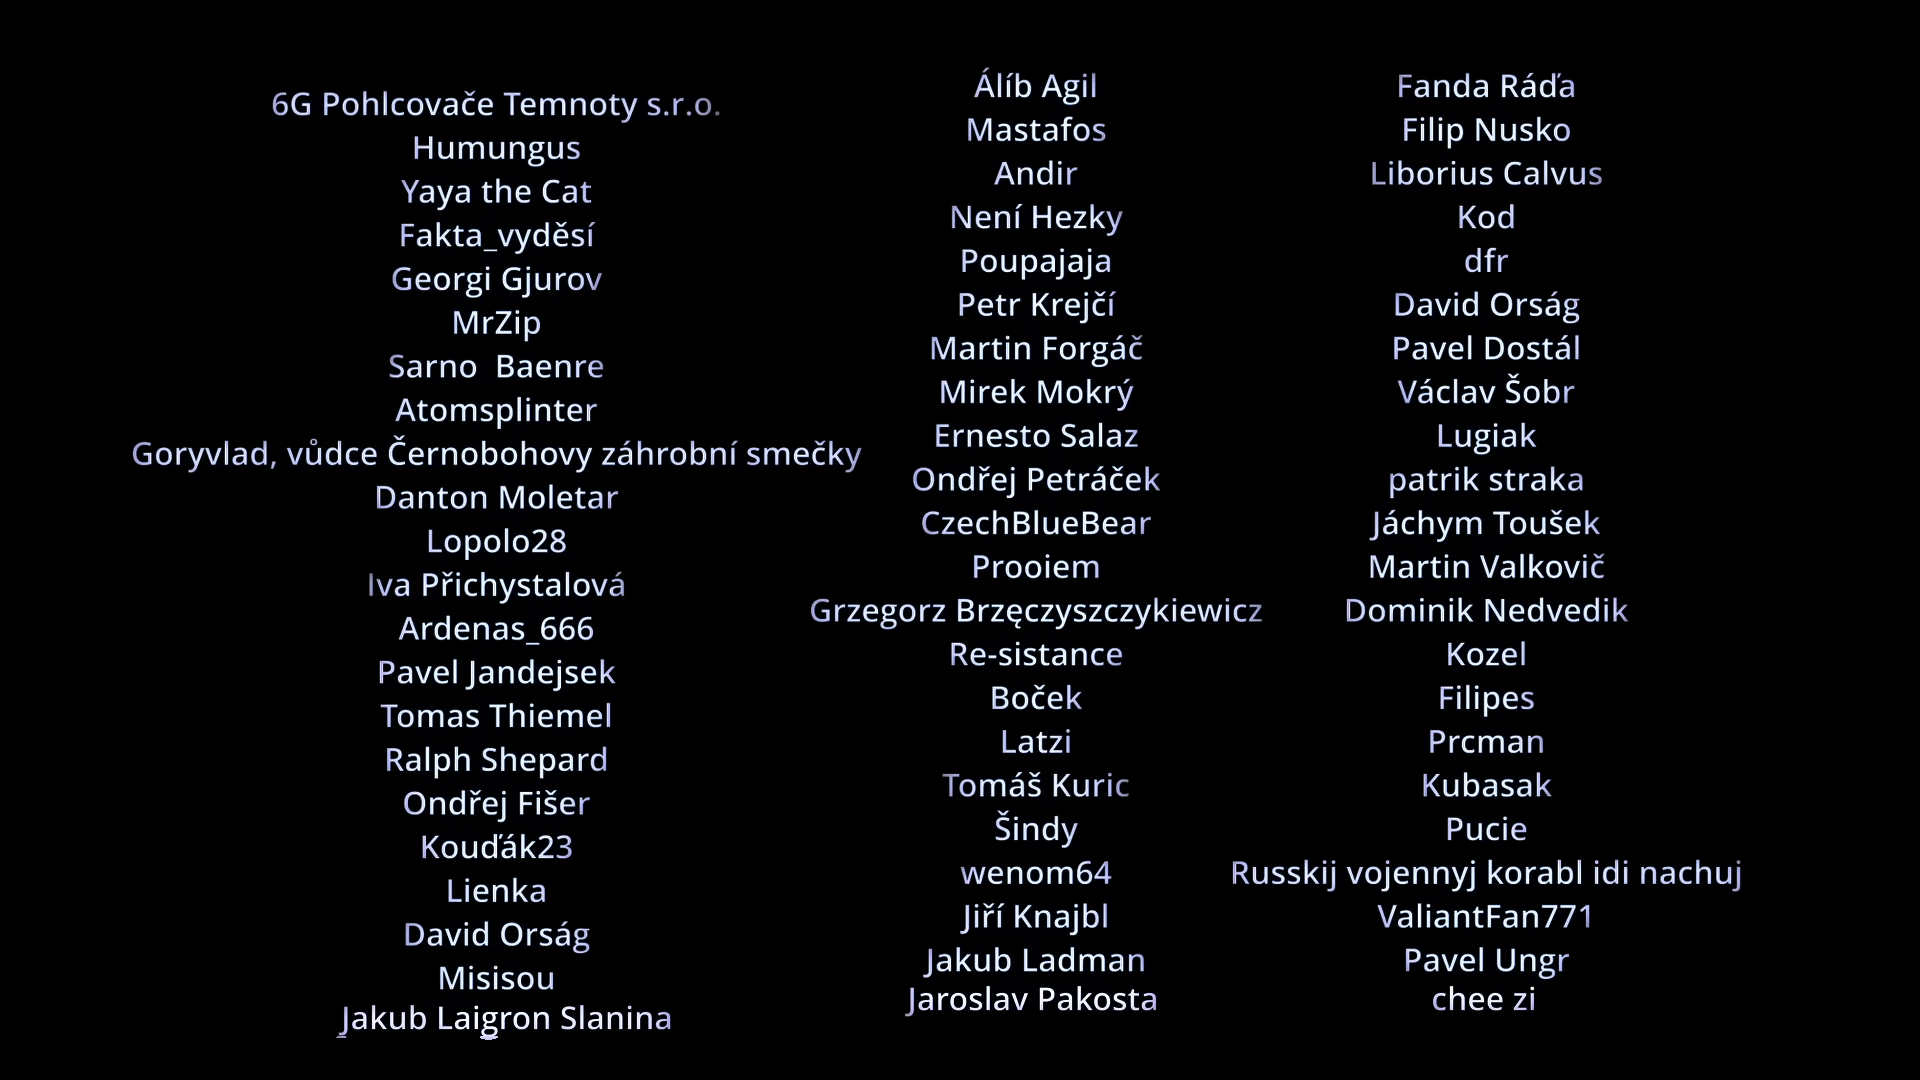 6G Pohlcovače Temnoty s.r.o.
Humungus
Yaya the Cat
Fakta_vyděsí
Georgi Gjurov
MrZip
Sarno  Baenre
Atomsplinter
Goryvlad, vůdce Černobohovy záhrobní smečky
Danton Moletar
Lopolo28
Iva Přichystalová
Ardenas_666
Pavel Jandejsek
Tomas Thiemel
Ralph Shepard
Ondřej Fišer
Kouďák23
Lienka
David Orság
Misisou
Jakub Laigron Slanina
Álíb Agil
Mastafos
Andir
Není Hezky
Poupajaja
Petr Krejčí
Martin Forgáč
Mirek Mokrý
Ernesto Salaz
Ondřej Petráček
CzechBlueBear
Prooiem
Grzegorz Brzęczyszczykiewicz
Re-sistance
Boček
Latzi
Tomáš Kuric
Šindy
wenom64
Jiří Knajbl
Jakub Ladman
Jaroslav Pakosta
Fanda Ráďa
Filip Nusko
Liborius Calvus
Kod
dfr
David Orság
Pavel Dostál
Václav Šobr
Lugiak
patrik straka
Jáchym Toušek
Martin Valkovič
Dominik Nedvedik
Kozel
Filipes
Prcman
Kubasak
Pucie
Russkij vojennyj korabl idi nachuj
ValiantFan771
Pavel Ungr
chee zi